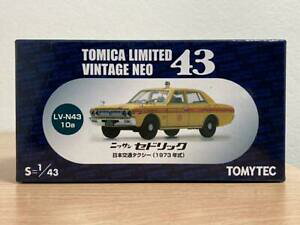 TOMICA LIMITED
VINTAGE NEO 43
LV-N43
10a
ニッサン セドリック
日本交通タクシー(1973年式)
S=1/43
TOMYTEC